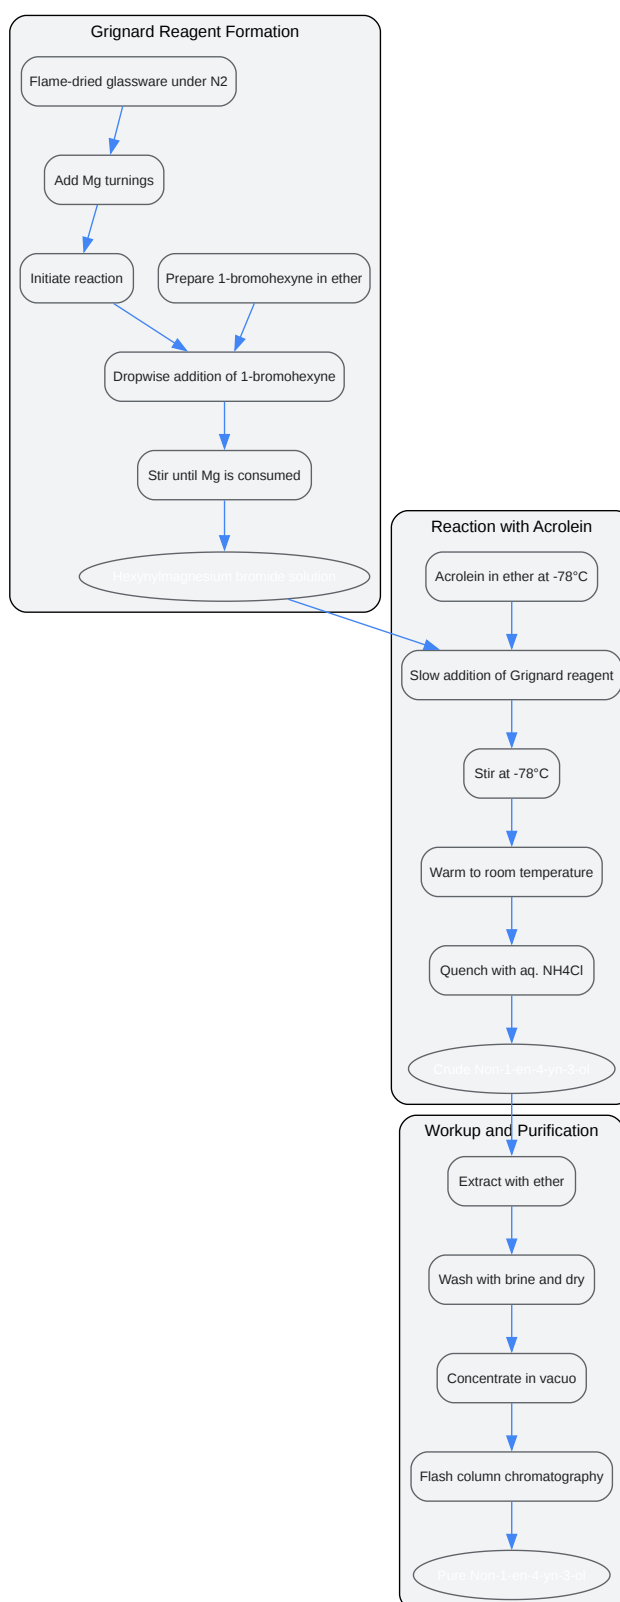 Grignard Reagent Formation
Flame-dried glassware under N2
Add Mg turnings
Initiate reaction
Prepare 1-bromohexyne in ether
Dropwise addition of 1-bromohexyne
Stir until Mg is consumed
Hexynylmagnesium bromide solution
Reaction with Acrolein
Acrolein in ether at -78°C
Slow addition of Grignard reagent
Stir at -78°C
Warm to room temperature
Quench with aq. NH4Cl
Crude Non-1-en-4-yn-3-ol
Workup and Purification
Extract with ether
Wash with brine and dry
Concentrate in vacuo
Flash column chromatography
Pure Non-1-en-4-yn-3-ol